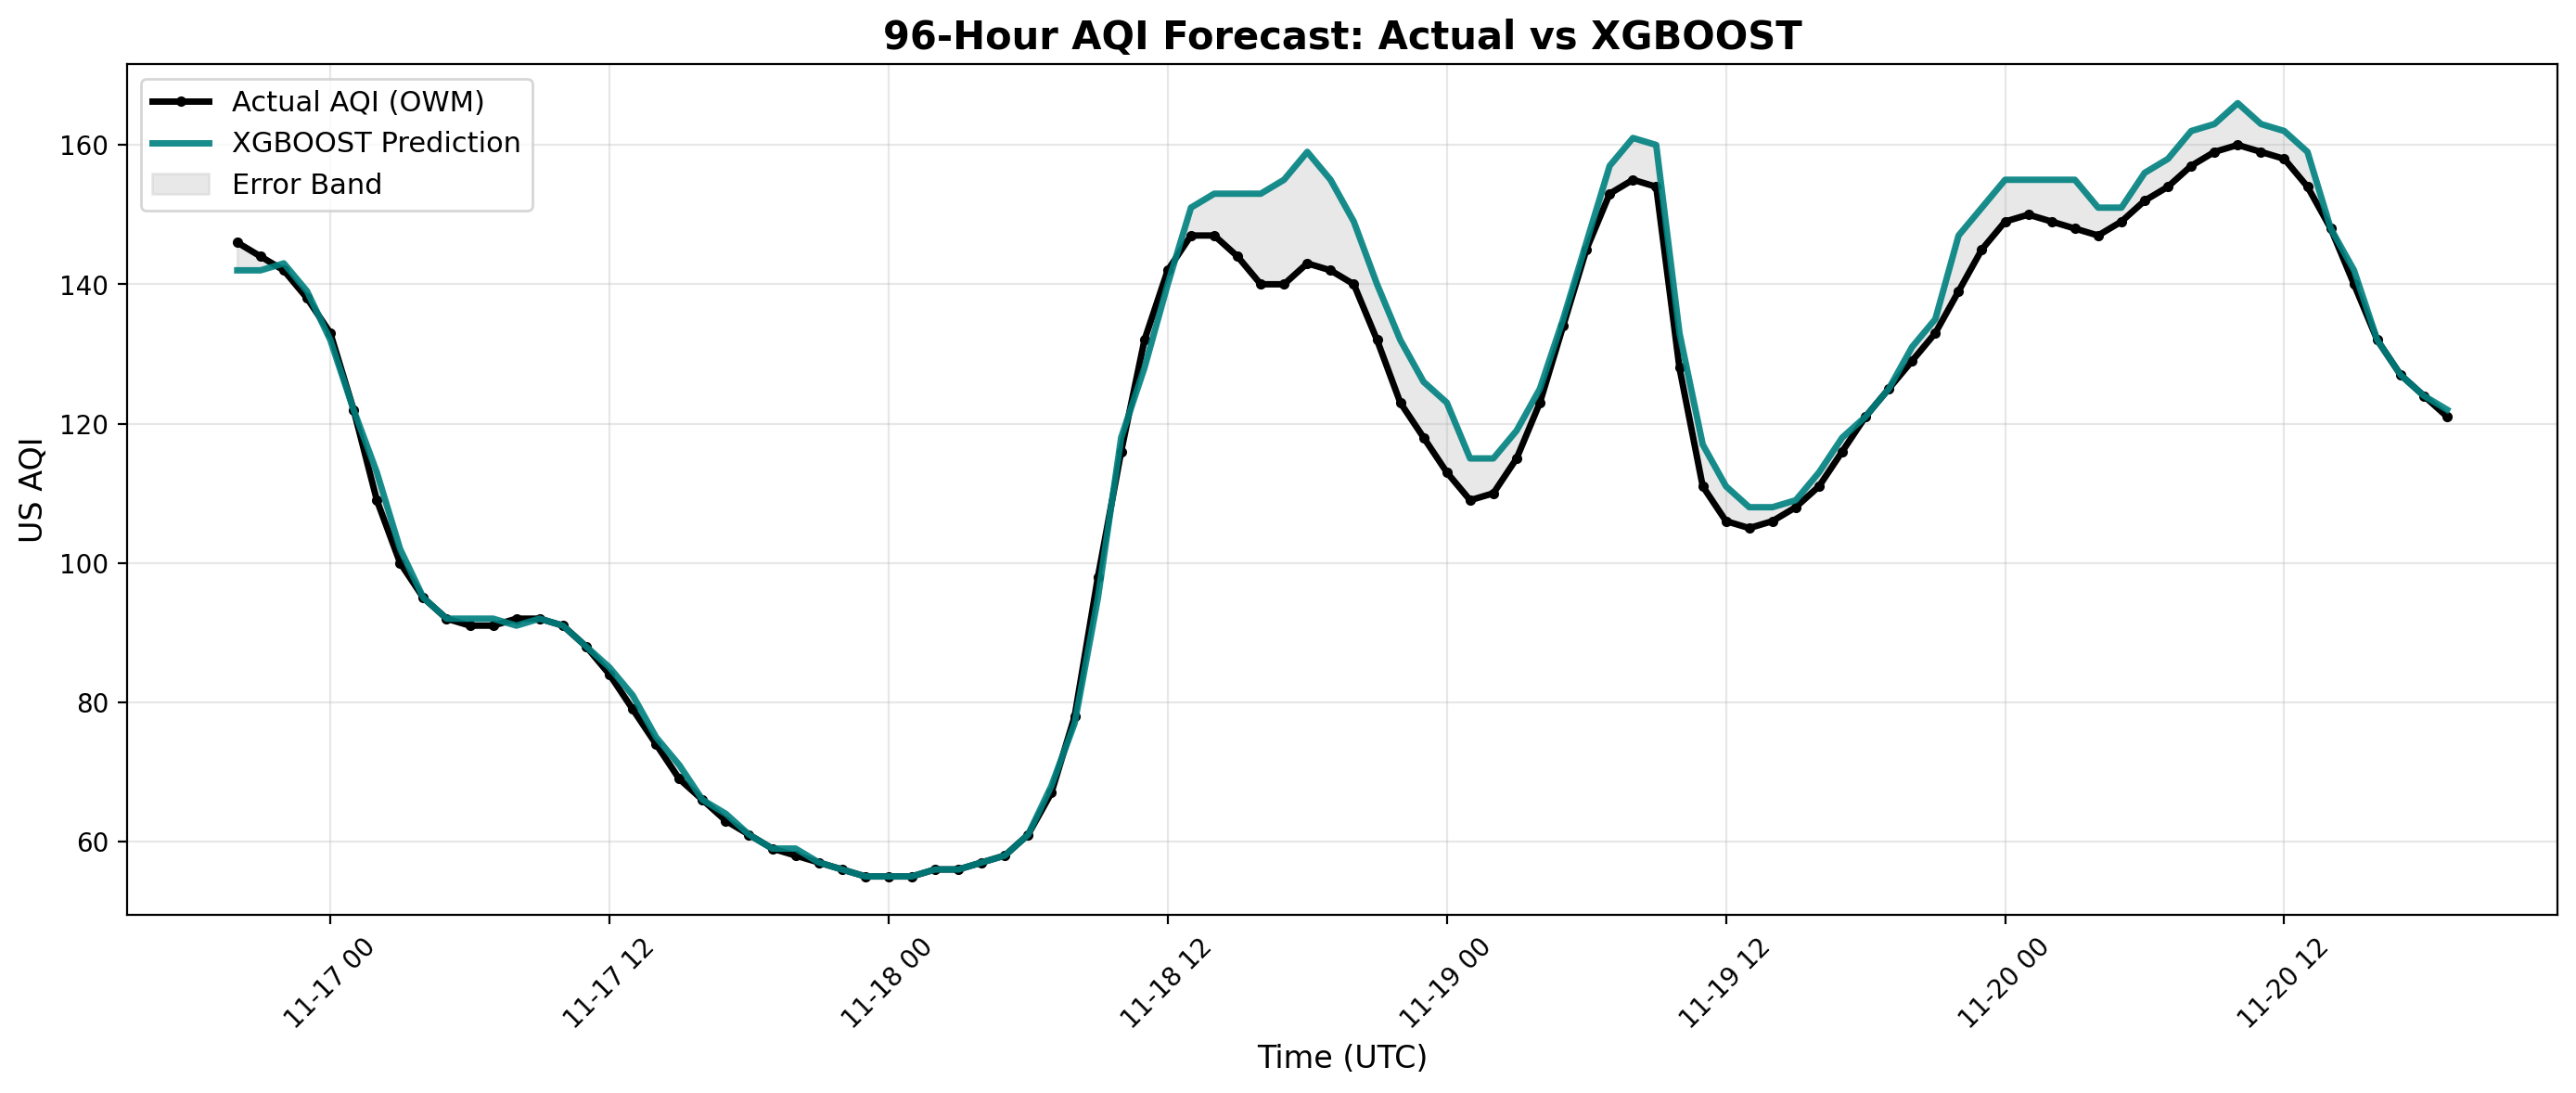 96-Hour AQI Forecast: Actual vs XGBOOST
Actual AQI (OWM)
XGBOOST Prediction
Error Band
US AQI
160
140
120
100
80
60
11-17 00
11-17 12
11-18 00
11-18 12
11-19 00
11-19 12
11-20 00
11-20 12
Time (UTC)